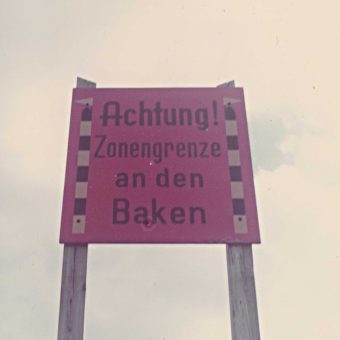 Achtung!
Zonengrenze
an den
Baken